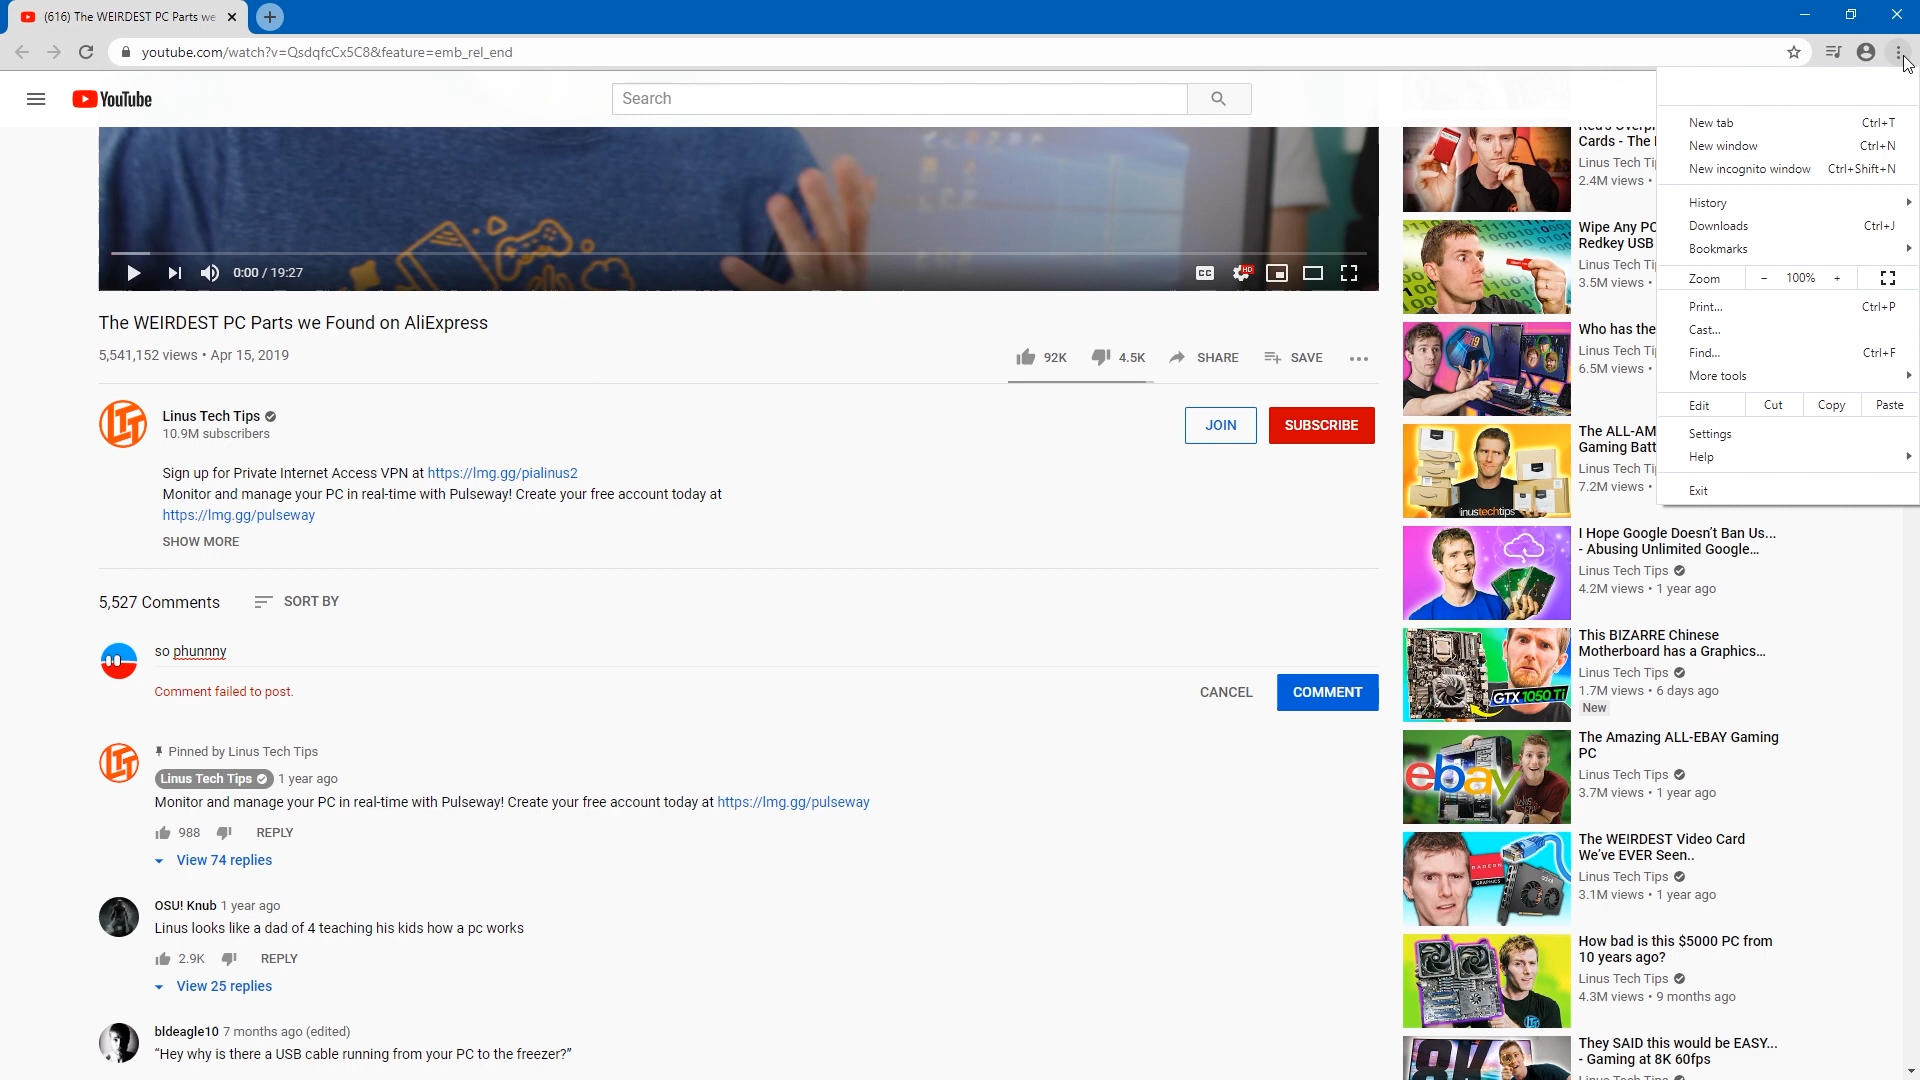 (616) The WEIRDEST PC Parts we
youtube.com/watch?v=QsdqfcCx5C8&feature=emb_rel_end
YouTube
Search
New tab Ctrl+T
New window Ctrl+N
New incognito window Ctrl+Shift+N
History
Downloads Ctrl+J
Bookmarks
Zoom - 100% +
Print... Ctrl+P
Cast...
Find... Ctrl+F
More tools
Edit Cut Copy Paste
Settings
Help
Exit
0:00 / 19:27
CC
HD
The WEIRDEST PC Parts we Found on AliExpress
5,541,152 views • Apr 15, 2019
92K 4.5K SHARE SAVE
Linus Tech Tips
10.9M subscribers
JOIN SUBSCRIBE
Sign up for Private Internet Access VPN at https://lmg.gg/pialinus2
Monitor and manage your PC in real-time with Pulseway! Create your free account today at
https://lmg.gg/pulseway
SHOW MORE
5,527 Comments SORT BY
so phunnny
Comment failed to post.
CANCEL COMMENT
Pinned by Linus Tech Tips
Linus Tech Tips 1 year ago
Monitor and manage your PC in real-time with Pulseway! Create your free account today at https://lmg.gg/pulseway
988 REPLY
View 74 replies
OSU! Knub 1 year ago
Linus looks like a dad of 4 teaching his kids how a pc works
2.9K REPLY
View 25 replies
bldeagle10 7 months ago (edited)
“Hey why is there a USB cable running from your PC to the freezer?”
Cards - The
Linus Tech
2.4M views •
Wipe Any PC
Redkey USB
Linus Tech
3.5M views •
Who has the
Linus Tech
6.5M views •
The ALL-AM
Gaming Batt
Linus Tech
7.2M views •
linustechtips
I Hope Google Doesn't Ban Us...
- Abusing Unlimited Google...
Linus Tech Tips
4.2M views • 1 year ago
This BIZARRE Chinese
Motherboard has a Graphics...
Linus Tech Tips
1.7M views • 6 days ago
New
GTX 1050 Ti
The Amazing ALL-EBAY Gaming
PC
Linus Tech Tips
3.7M views • 1 year ago
ebay
The WEIRDEST Video Card
We've EVER Seen..
Linus Tech Tips
3.1M views • 1 year ago
RADEON
GRAPHICS
How bad is this $5000 PC from
10 years ago?
Linus Tech Tips
4.3M views • 9 months ago
They SAID this would be EASY...
- Gaming at 8K 60fps
Linus Tech Tips
8K